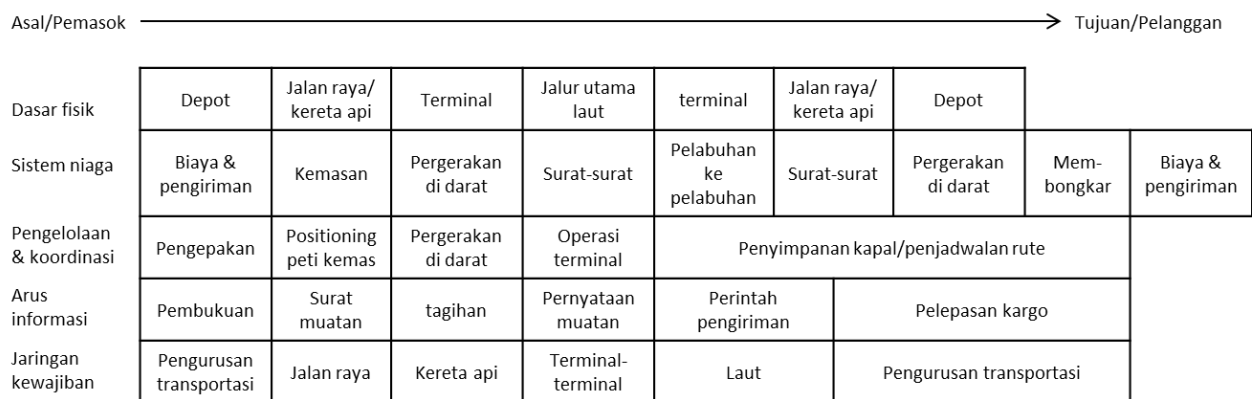 Asal/Pemasok
Tujuan/Pelanggan
Dasar fisik
Depot
Jalan raya/
kereta api
Terminal
Jalur utama
laut
terminal
Jalan raya/
kereta api
Depot
Sistem niaga
Biaya &
pengiriman
Kemasan
Pergerakan
di darat
Surat-surat
Pelabuhan
ke
pelabuhan
Surat-surat
Pergerakan
di darat
Mem-
bongkar
Biaya &
pengiriman
Pengelolaan
& koordinasi
Pengepakan
Positioning
peti kemas
Pergerakan
di darat
Operasi
terminal
Penyimpanan kapal/penjadwalan rute
Arus
informasi
Pembukuan
Surat
muatan
tagihan
Pernyataan
muatan
Perintah
pengiriman
Pelepasan kargo
Jaringan
kewajiban
Pengurusan
transportasi
Jalan raya
Kereta api
Terminal-
terminal
Laut
Pengurusan transportasi